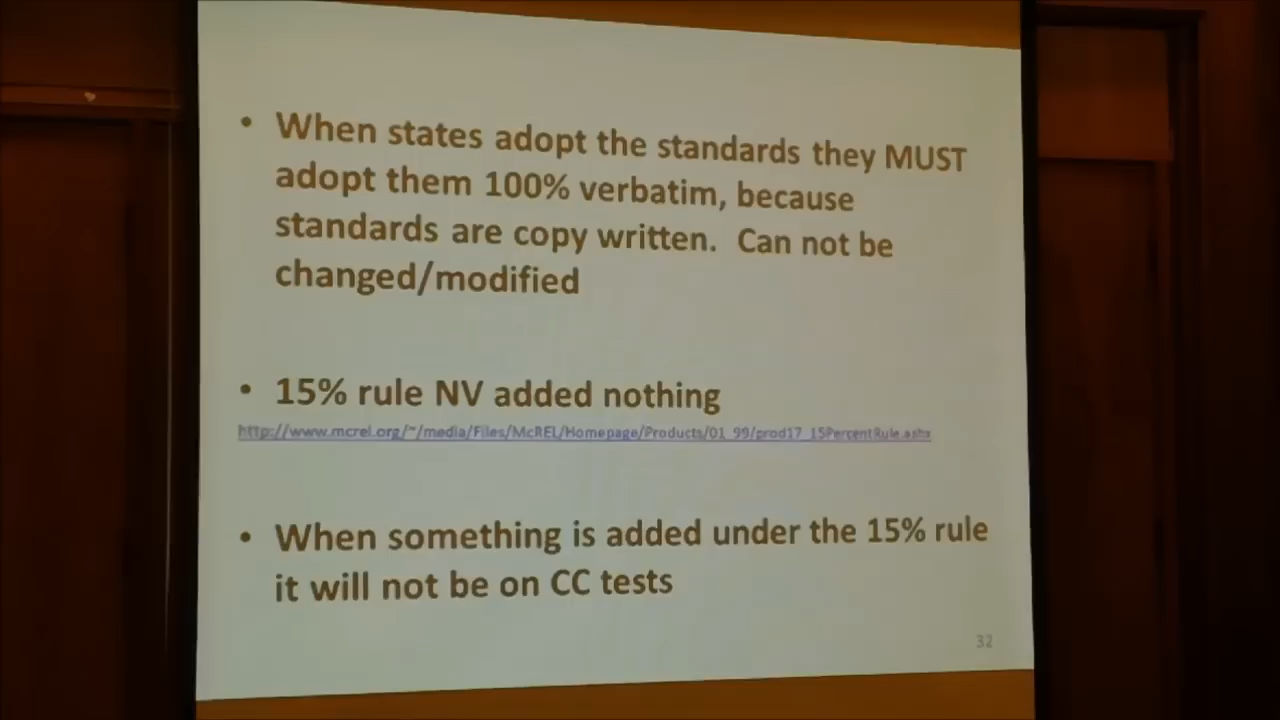 • When states adopt the standards they MUST
adopt them 100% verbatim, because
standards are copy written. Can not be
changed/modified
• 15% rule NV added nothing
http://www.mcrel.org/~/media/Files/McREL/Homepage/Products/01_99/prod17_15PercentRule.ashx
• When something is added under the 15% rule
it will not be on CC tests
32